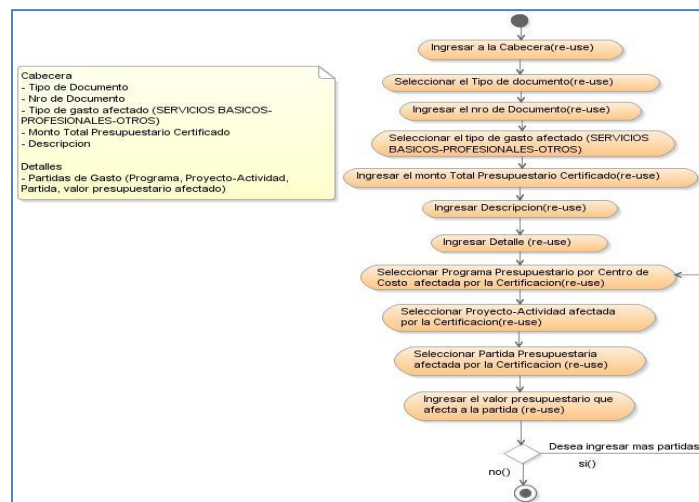 Cabecera
- Tipo de Documento
- Nro de Documento
- Tipo de gasto afectado (SERVICIOS BASICOS-
PROFESIONALES-OTROS)
- Monto Total Presupuestario Certificado
- Descripcion
Detalles
- Partidas de Gasto (Programa, Proyecto-Actividad,
Partida, valor presupuestario afectado)
Ingresar a la Cabecera(re-use)
Seleccionar el Tipo de documento(re-use)
Ingresar el nro de Documento(re-use)
Seleccionar el tipo de gasto afectado (SERVICIOS
BASICOS-PROFESIONALES-OTROS)
Ingresar el monto Total Presupuestario Certificado(re-use)
Ingresar Descripcion(re-use)
Ingresar Detalle (re-use)
Seleccionar Programa Presupuestario por Centro de
Costo afectada por la Certificacion(re-use)
Seleccionar Proyecto-Actividad afectada
por la Certificacion(re-use)
Seleccionar Partida Presupuestaria
afectada por la Certificacion (re-use)
Ingresar el valor presupuestario que
afecta a la partida (re-use)
Desea ingresar mas partidas
no()
si()